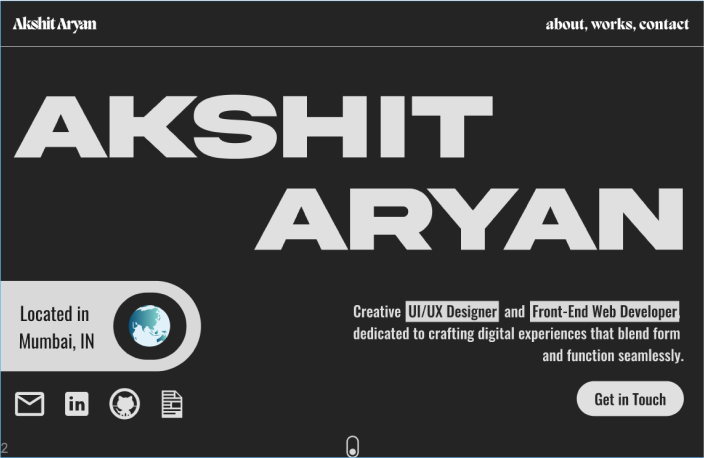 Akshit Aryan
about, works, contact
AKSHIT
ARYAN
Located in
Mumbai, IN
Creative UI/UX Designer and Front-End Web Developer
dedicated to crafting digital experiences that blend form
and function seamlessly.
in
Get in Touch
2